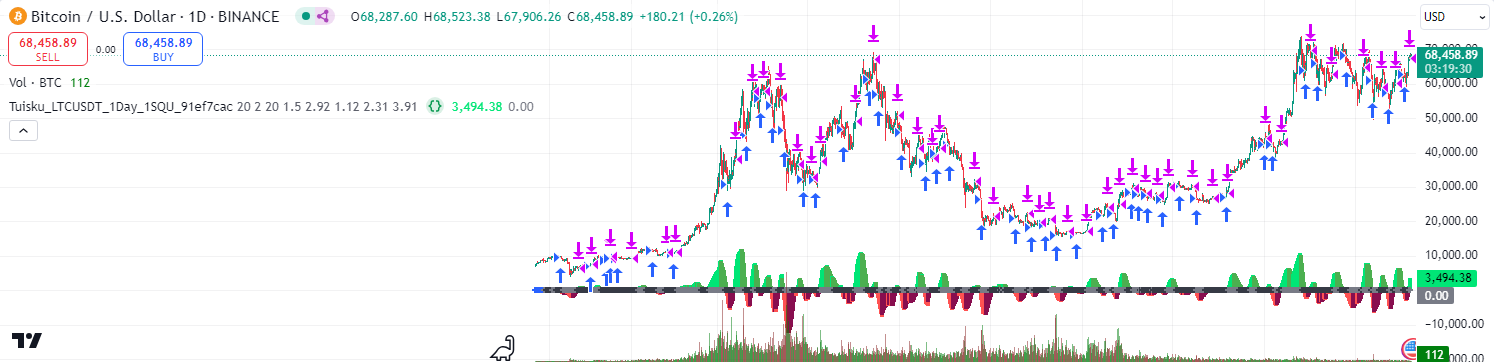 Bitcoin / U.S. Dollar · 1D · BINANCE O68,287.60 H68,523.38 L67,906.26 C68,458.89 +180.21 (+0.26%)
USD
68,458.89
SELL
0.00
68,458.89
BUY
Vol · BTC 112
Tuisku_LTCUSDT_1Day_1SQU_91ef7cac 20 2 20 1.5 2.92 1.12 2.31 3.91 {} 3,494.38 0.00
68,458.89
03:19:30
60,000.00
50,000.00
40,000.00
30,000.00
20,000.00
10,000.00
3,494.38
0.00
−10,000.00
112